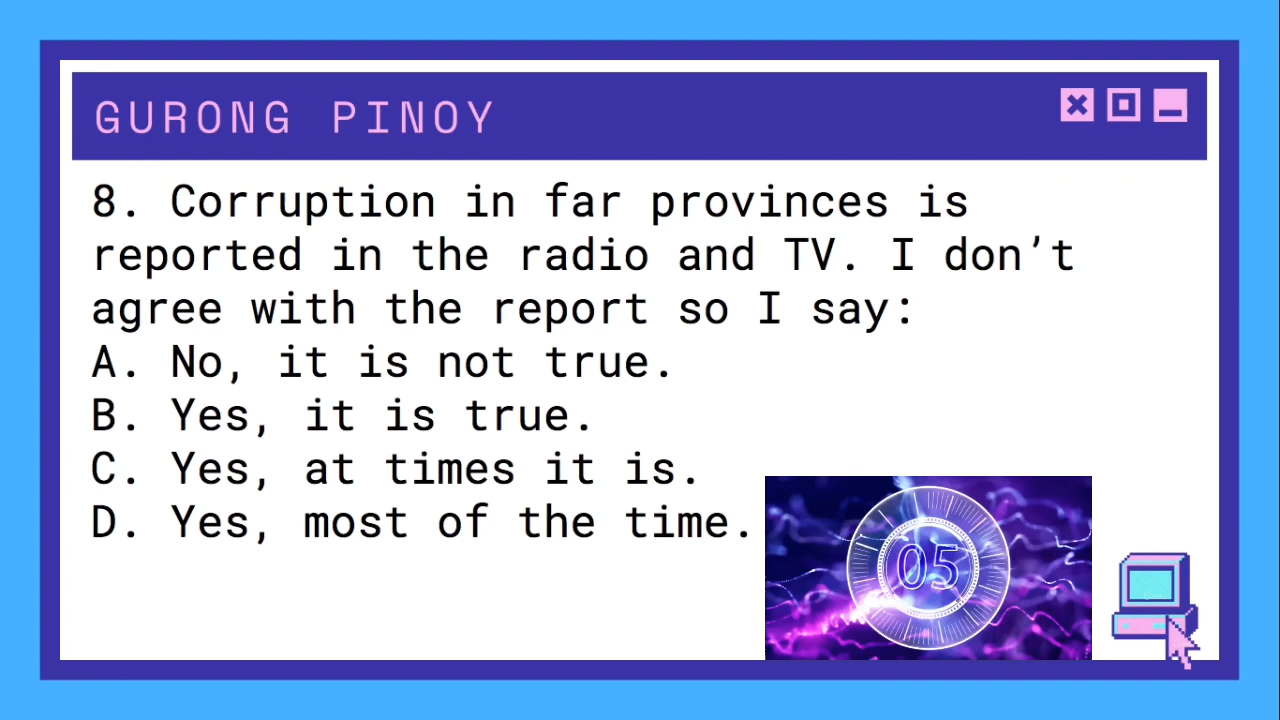 GURONG PINOY
8. Corruption in far provinces is
reported in the radio and TV. I don’t
agree with the report so I say:
A. No, it is not true.
B. Yes, it is true.
C. Yes, at times it is.
D. Yes, most of the time.
05